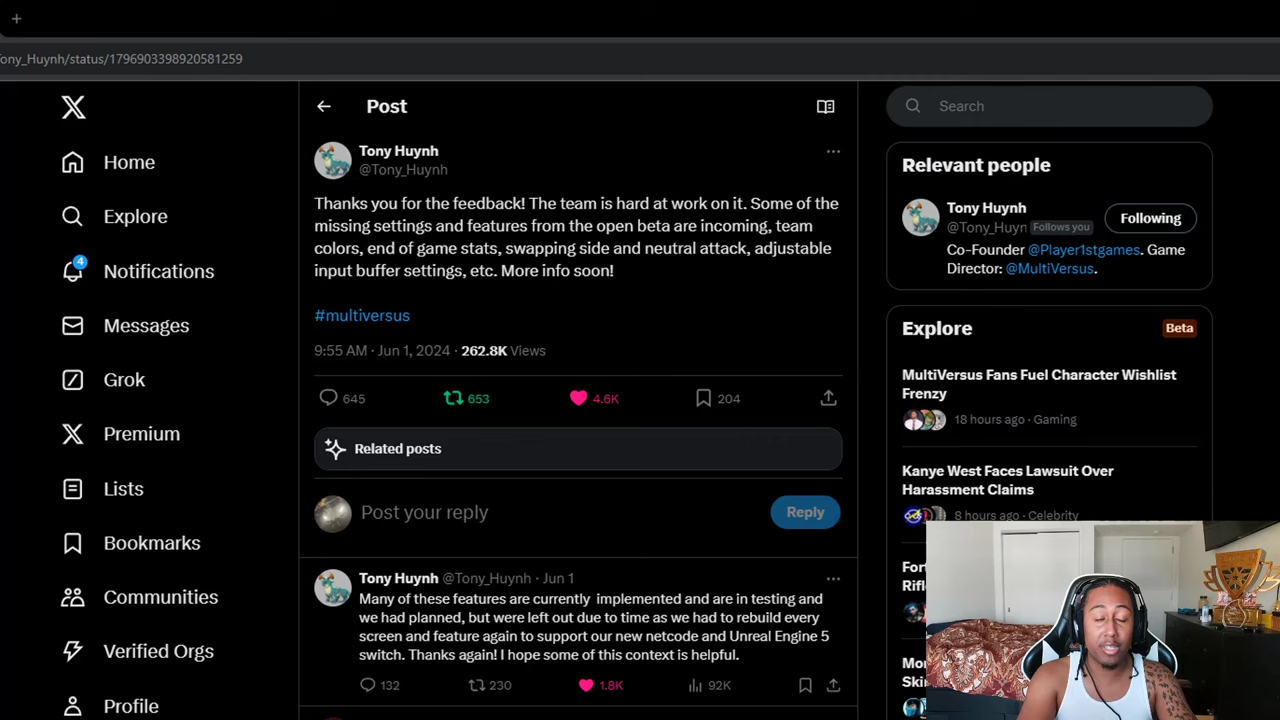 +
ony_Huynh/status/1796903398920581259
Home
Explore
4
Notifications
Messages
Grok
Premium
Lists
Bookmarks
Communities
Verified Orgs
Profile
Post
Tony Huynh
@Tony_Huynh
Thanks you for the feedback! The team is hard at work on it. Some of the
missing settings and features from the open beta are incoming, team
colors, end of game stats, swapping side and neutral attack, adjustable
input buffer settings, etc. More info soon!
#multiversus
9:55 AM · Jun 1, 2024 · 262.8K Views
645 653 4.6K 204
Related posts
Post your reply
Reply
Tony Huynh @Tony_Huynh · Jun 1
Many of these features are currently implemented and are in testing and
we had planned, but were left out due to time as we had to rebuild every
screen and feature again to support our new netcode and Unreal Engine 5
switch. Thanks again! I hope some of this context is helpful.
132 230 1.8K 92K
Search
Relevant people
Tony Huynh
@Tony_Huyn Follows you
Following
Co-Founder @Player1stgames. Game
Director: @MultiVersus.
Explore
Beta
MultiVersus Fans Fuel Character Wishlist
Frenzy
18 hours ago · Gaming
Kanye West Faces Lawsuit Over
Harassment Claims
8 hours ago · Celebrity
For
Rifl
Mor
Skin